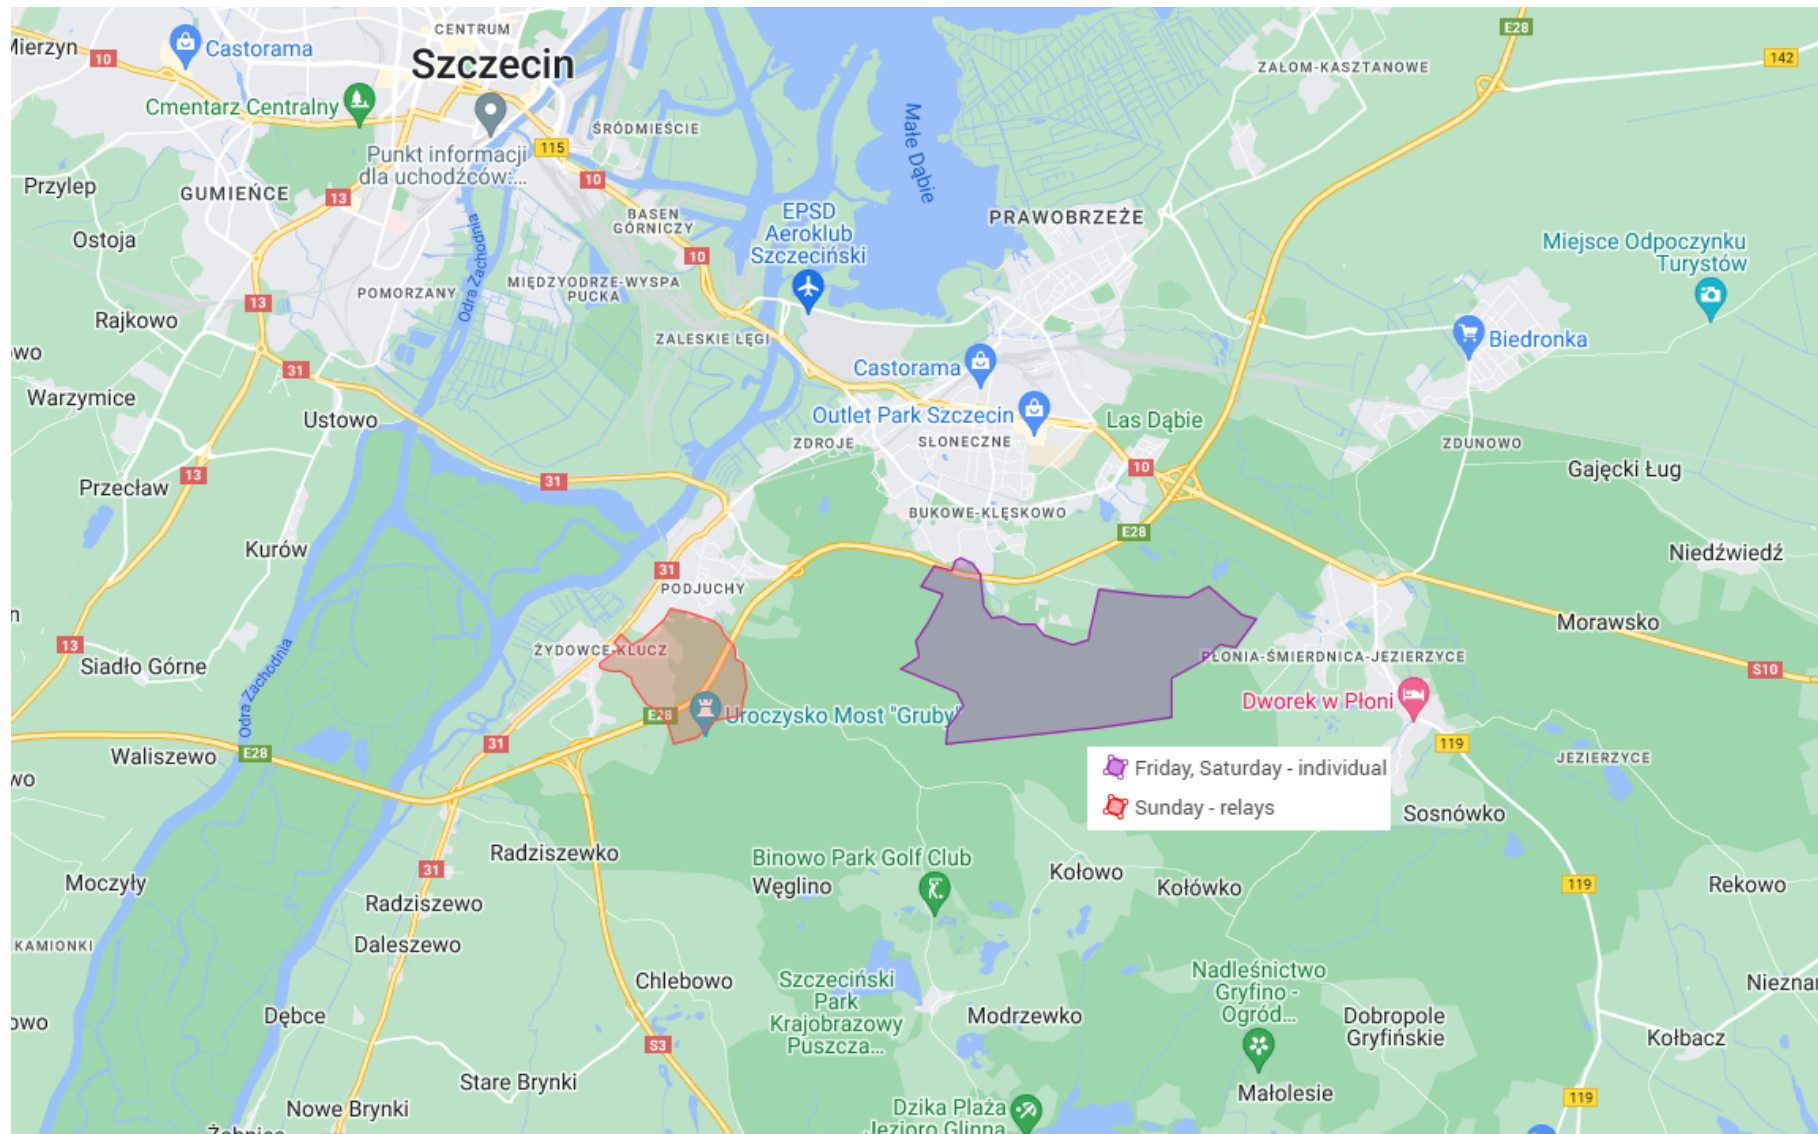 CENTRUM
Mierzyn
10
Castorama
Szczecin
E28
142
ZAŁOM-KASZTANOWE
Cmentarz Centralny
Małe Dąbie
ŚRÓDMIEŚCIE
115
Punkt informacji
dla uchodźców:...
10
Przylep
GUMIEŃCE
13
EPSD
Aeroklub
Szczeciński
BASEN
GÓRNICZY
PRAWOBRZEŻE
Ostoja
Odra Zachodnia
10
Miejsce Odpoczynku
Turystów
13
POMORZANY
MIĘDZYODRZE-WYSPA
PUCKA
Rajkowo
ZALESKIE ŁĘGI
Biedronka
owo
31
Castorama
Warzymice
Ustowo
Outlet Park Szczecin
Las Dąbie
ZDROJE
SŁONECZNE
ZDUNOWO
13
31
10
Gajęcki Ług
Przecław
BUKOWE-KLĘSKOWO
E28
Kurów
Niedźwiedź
31
PODJUCHY
n
Morawsko
13
ŻYDOWCE-KLUCZ
PŁONIA-ŚMIERDNICA-JEZIERZYCE
Siadło Górne
S10
Odra Zachodnia
Dworek w Płoni
E28
Uroczysko Most "Gruby"
31
119
Waliszewo
E28
JEZIERZYCE
wo
Friday, Saturday - individual
Sunday - relays
Sosnówko
Radziszewko
Binowo Park Golf Club
31
Węglino
Kołowo
Kołówko
119
Rekowo
Moczyły
Radziszewo
KAMIONKI
Daleszewo
Chlebowo
Szczeciński
Park
Krajobrazowy
Puszcza...
Nadleśnictwo
Gryfino -
Ogród...
Nieznar
Dębce
Modrzewko
Dobropole
Gryfińskie
owo
S3
Kołbacz
Stare Brynki
Małolesie
119
Nowe Brynki
Dzika Plaża
Jezioro Glinna